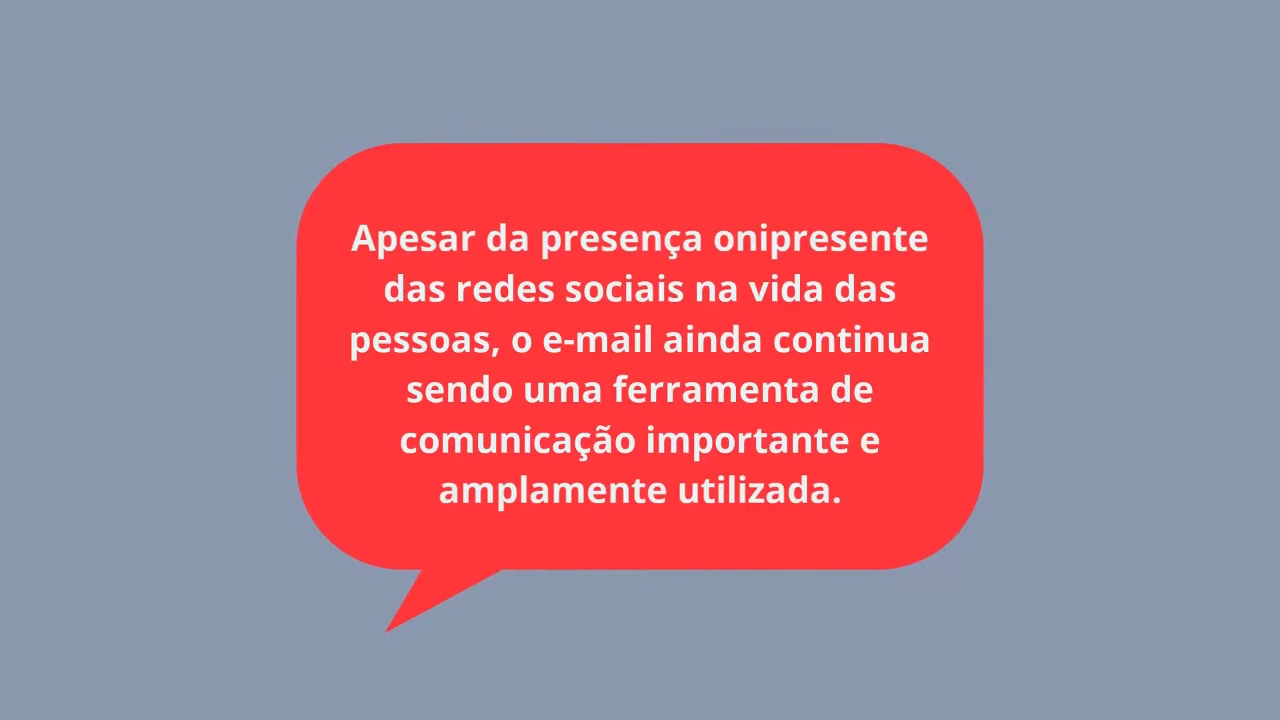 Apesar da presença onipresente
das redes sociais na vida das
pessoas, o e-mail ainda continua
sendo uma ferramenta de
comunicação importante e
amplamente utilizada.